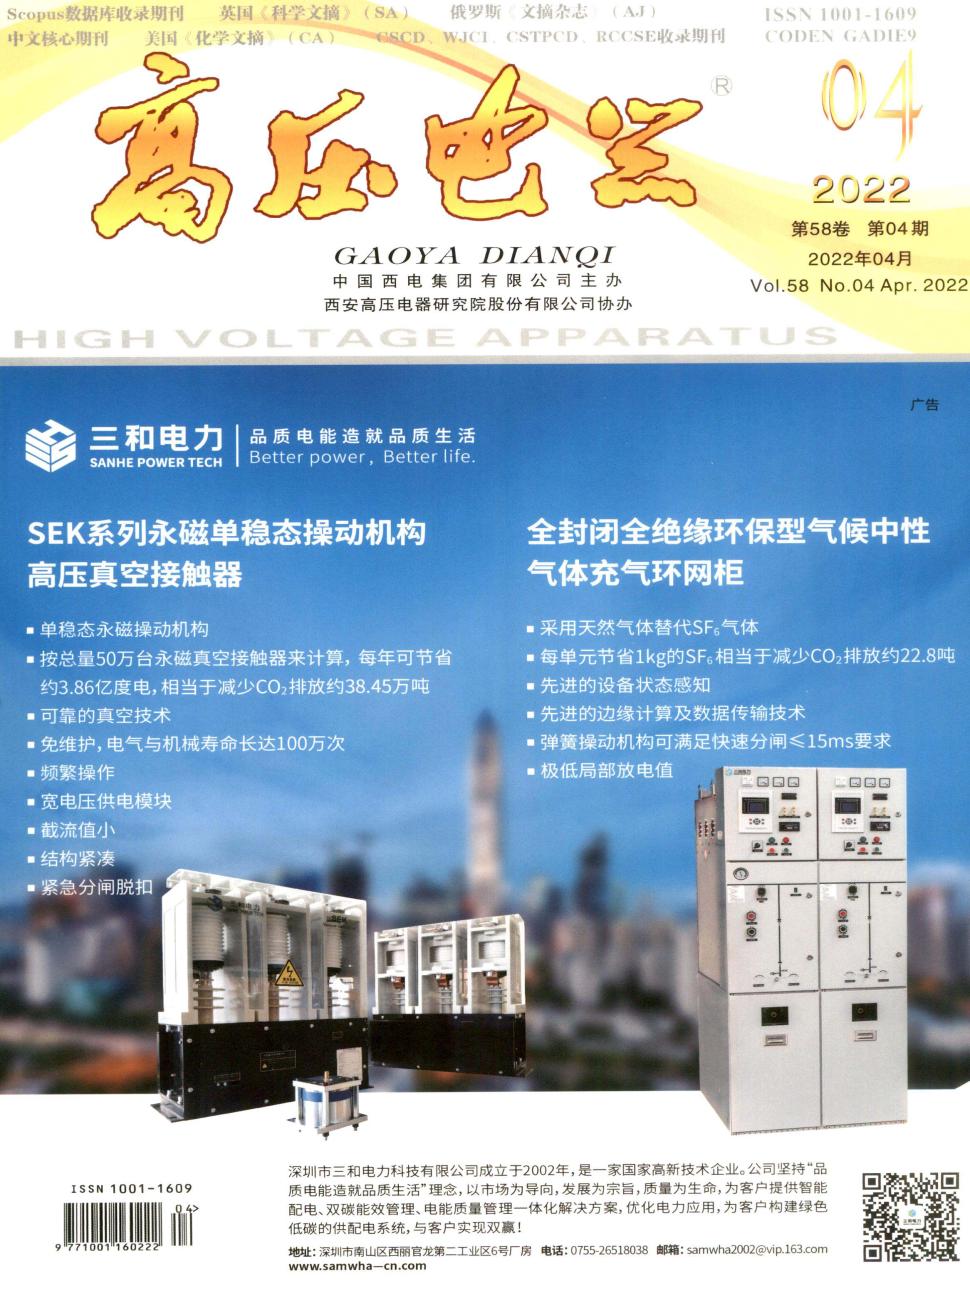 Scopus数据库收录期刊 英国《科学文摘》(SA) 俄罗斯《文摘杂志》(AJ) ISSN 1001-1609
中文核心期刊 美国《化学文摘》(CA) CSCD、WJCI、CSTPCD、RCCSE收录期刊 CODEN GADIE9
高压电器®
04
2022
第58卷 第04期
2022年04月
Vol.58 No.04 Apr. 2022
GAOYA DIANQI
中国西电集团有限公司主办
西安高压电器研究院股份有限公司协办
HIGH VOLTAGE APPARATUS
广告
三和电力
SANHE POWER TECH
品质电能造就品质生活
Better power, Better life.
SEK系列永磁单稳态操动机构
高压真空接触器
▪ 单稳态永磁操动机构
▪ 按总量50万台永磁真空接触器来计算，每年可节省
约3.86亿度电，相当于减少CO₂排放约38.45万吨
▪ 可靠的真空技术
▪ 免维护，电气与机械寿命长达100万次
▪ 频繁操作
▪ 宽电压供电模块
▪ 截流值小
▪ 结构紧凑
▪ 紧急分闸脱扣
全封闭全绝缘环保型气候中性
气体充气环网柜
▪ 采用天然气体替代SF₆气体
▪ 每单元节省1kg的SF₆相当于减少CO₂排放约22.8吨
▪ 先进的设备状态感知
▪ 先进的边缘计算及数据传输技术
▪ 弹簧操动机构可满足快速分闸≤15ms要求
▪ 极低局部放电值
三和电力
SEK
三和电力
ISSN 1001-1609
04>
9 771001 160222
深圳市三和电力科技有限公司成立于2002年，是一家国家高新技术企业。公司坚持“品
质电能造就品质生活”理念，以市场为导向，发展为宗旨，质量为生命，为客户提供智能
配电、双碳能效管理、电能质量管理一体化解决方案，优化电力应用，为客户构建绿色
低碳的供配电系统，与客户实现双赢！
地址：深圳市南山区西丽官龙第二工业区6号厂房 电话：0755-26518038 邮箱：samwha2002@vip.163.com
www.samwha—cn.com
三和电力